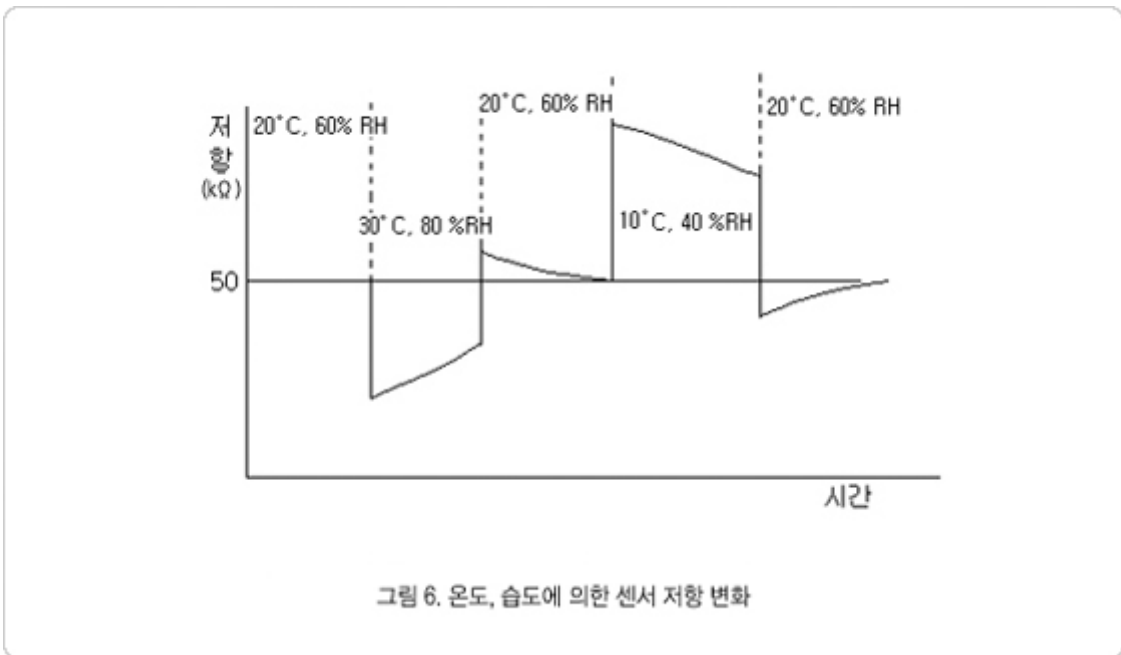 저항
(kΩ)
20°C, 60% RH
30°C, 80 %RH
20°C, 60% RH
10°C, 40 %RH
20°C, 60% RH
50
시간
그림 6. 온도, 습도에 의한 센서 저항 변화